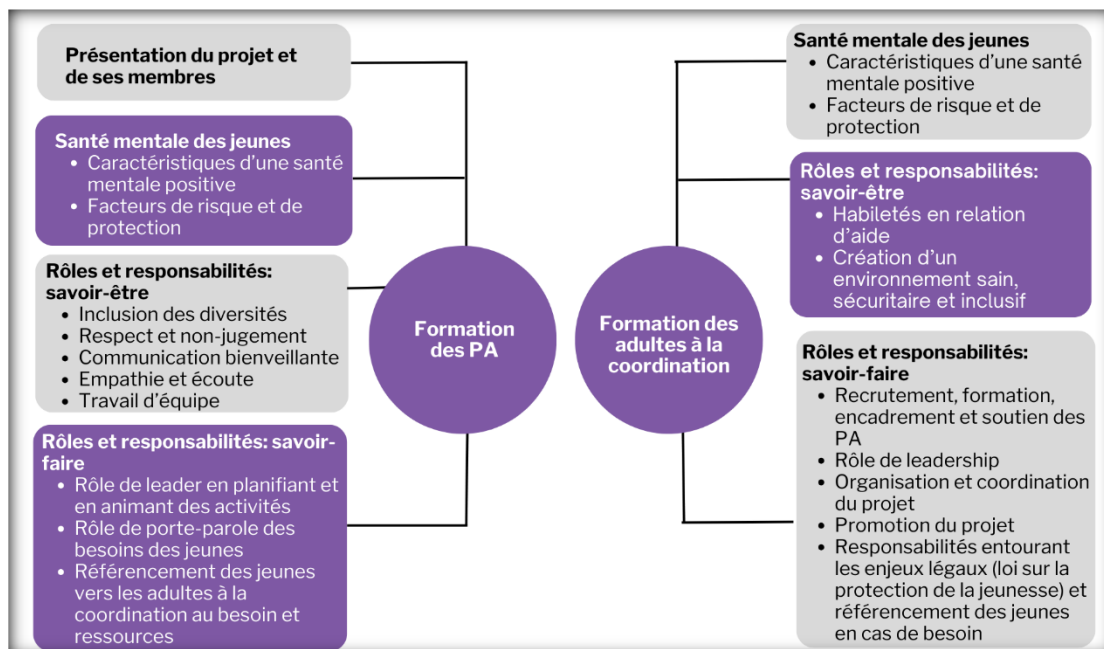 Présentation du projet et
de ses membres
Santé mentale des jeunes
• Caractéristiques d'une santé
mentale positive
• Facteurs de risque et de
protection
Rôles et responsabilités:
savoir-être
• Inclusion des diversités
• Respect et non-jugement
• Communication bienveillante
• Empathie et écoute
• Travail d'équipe
Rôles et responsabilités: savoir-
faire
• Rôle de leader en planifiant et
en animant des activités
• Rôle de porte-parole des
besoins des jeunes
• Référencement des jeunes
vers les adultes à la
coordination au besoin et
ressources
Formation
des PA
Formation des
adultes à la
coordination
Santé mentale des jeunes
• Caractéristiques d'une santé
mentale positive
• Facteurs de risque et de
protection
Rôles et responsabilités:
savoir-être
• Habiletés en relation
d'aide
• Création d'un
environnement sain,
sécuritaire et inclusif
Rôles et responsabilités:
savoir-faire
• Recrutement, formation,
encadrement et soutien des
PA
• Rôle de leadership
• Organisation et coordination
du projet
• Promotion du projet
• Responsabilités entourant
les enjeux légaux (loi sur la
protection de la jeunesse) et
référencement des jeunes
en cas de besoin